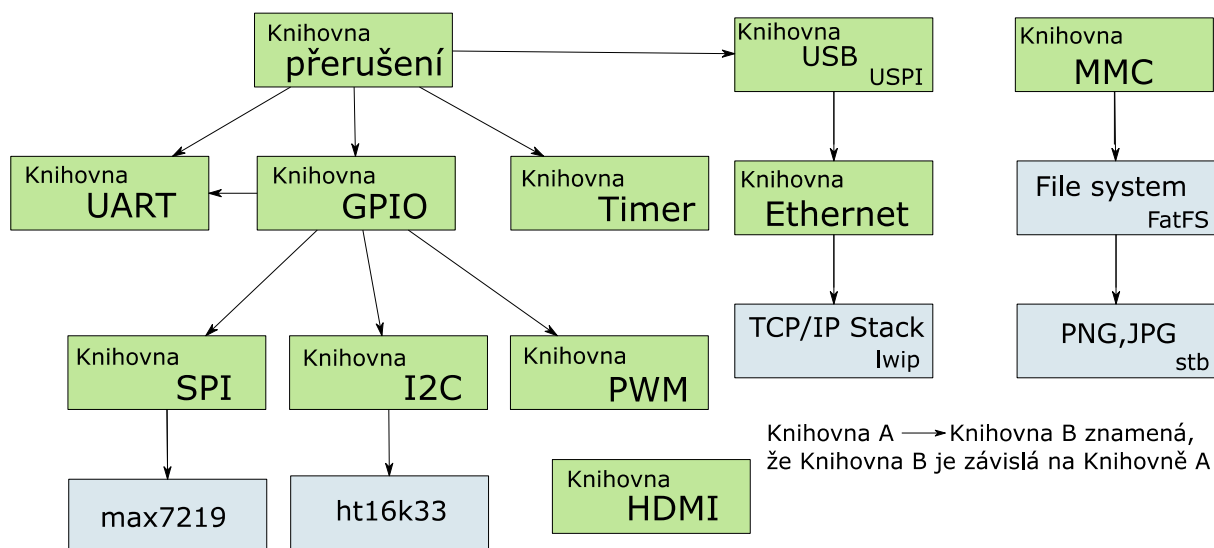 Knihovna
přerušení
Knihovna
USB
USPI
Knihovna
MMC
Knihovna
UART
Knihovna
GPIO
Knihovna
Timer
Knihovna
Ethernet
File system
FatFS
Knihovna
SPI
Knihovna
I2C
Knihovna
PWM
TCP/IP Stack
lwip
PNG,JPG
stb
Knihovna A → Knihovna B znamená,
že Knihovna B je závislá na Knihovně A
max7219
ht16k33
Knihovna
HDMI